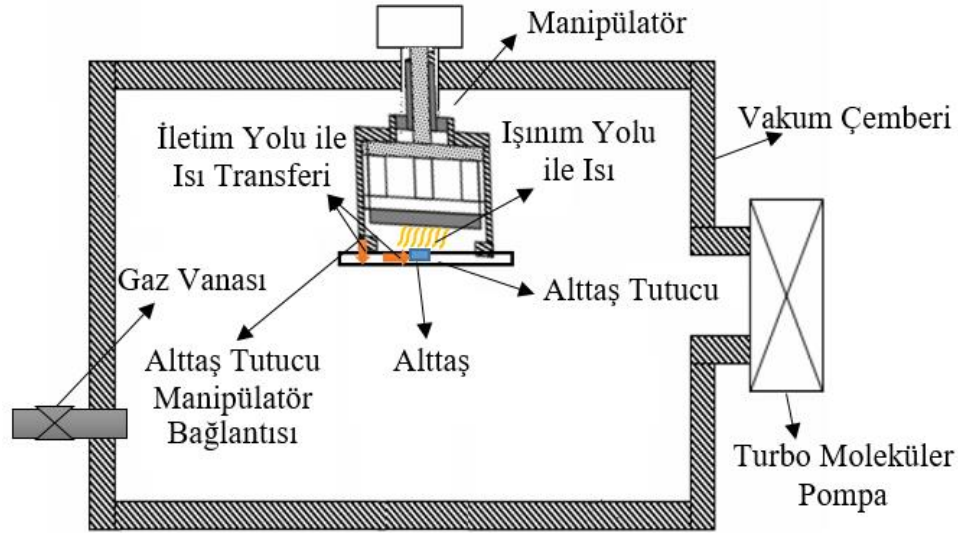 Manipülatör
Vakum Çemberi
İletim Yolu ile
Isı Transferi
Işınım Yolu
ile Isı
Gaz Vanası
Alttaş Tutucu
Alttaş Tutucu
Manipülatör
Bağlantısı
Alttaş
Turbo Moleküler
Pompa